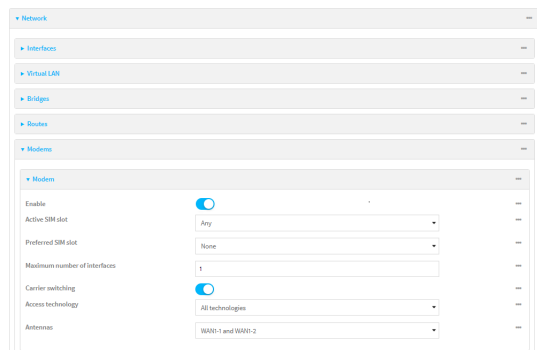 Network
Interfaces
Virtual LAN
Bridges
Routes
Modems
Modem
Enable
Active SIM slot
Any
Preferred SIM slot
None
Maximum number of interfaces
1
Carrier switching
Access technology
All technologies
Antennas
WAN1-1 and WAN1-2